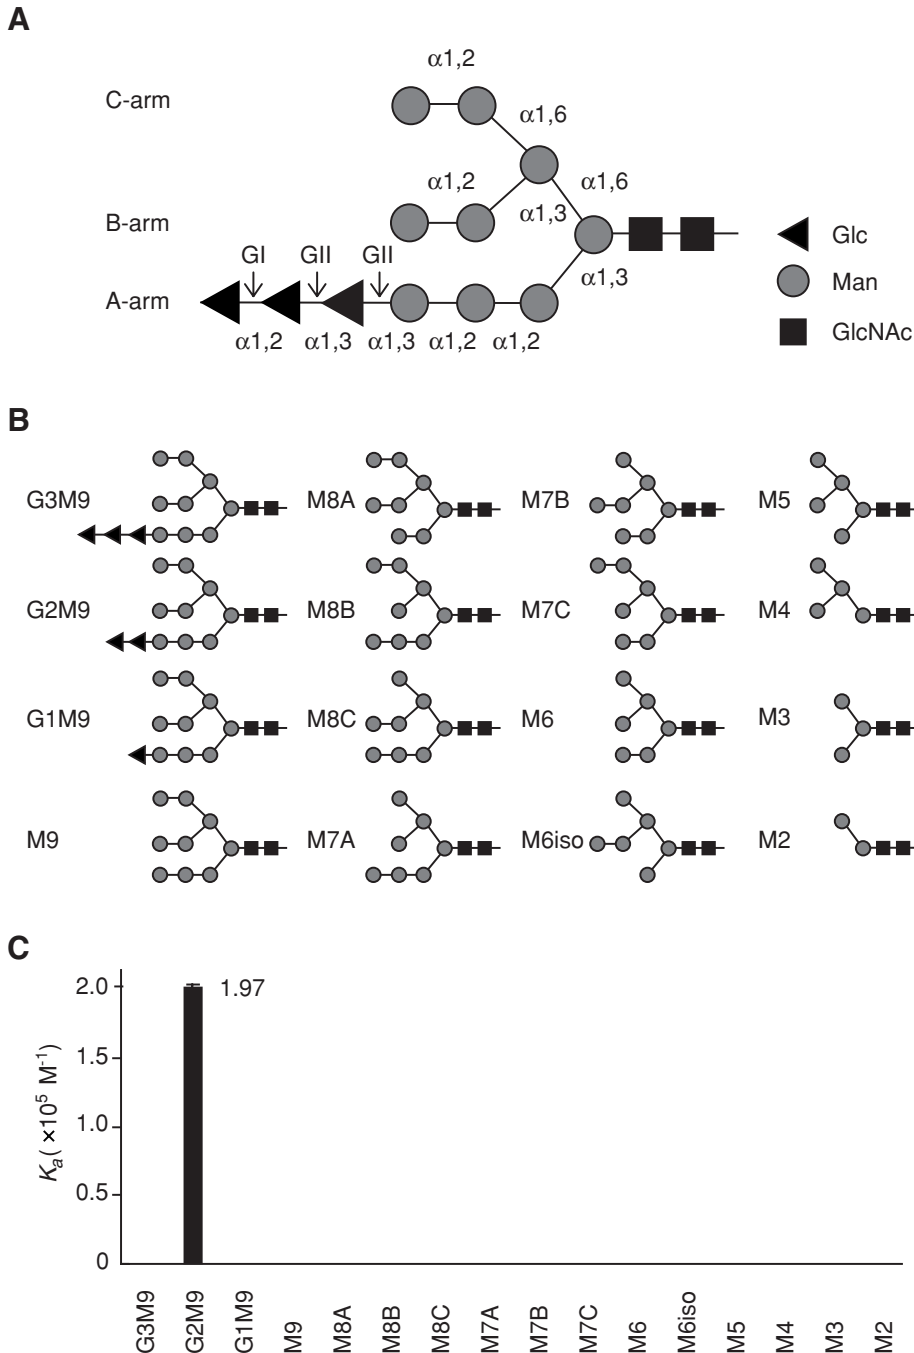 A
α1,2
C-arm
α1,6
α1,2
α1,6
B-arm
α1,3
GI GII GII
Glc
α1,3
Man
A-arm
α1,2 α1,3 α1,3 α1,2 α1,2
GlcNAc
B
G3M9 M8A M7B M5
G2M9 M8B M7C M4
G1M9 M8C M6 M3
M9 M7A M6iso M2
C
2.0
1.97
1.5
1.0
0.5
0
Ka( ×10⁵ M⁻¹)
G3M9
G2M9
G1M9
M9
M8A
M8B
M8C
M7A
M7B
M7C
M6
M6iso
M5
M4
M3
M2